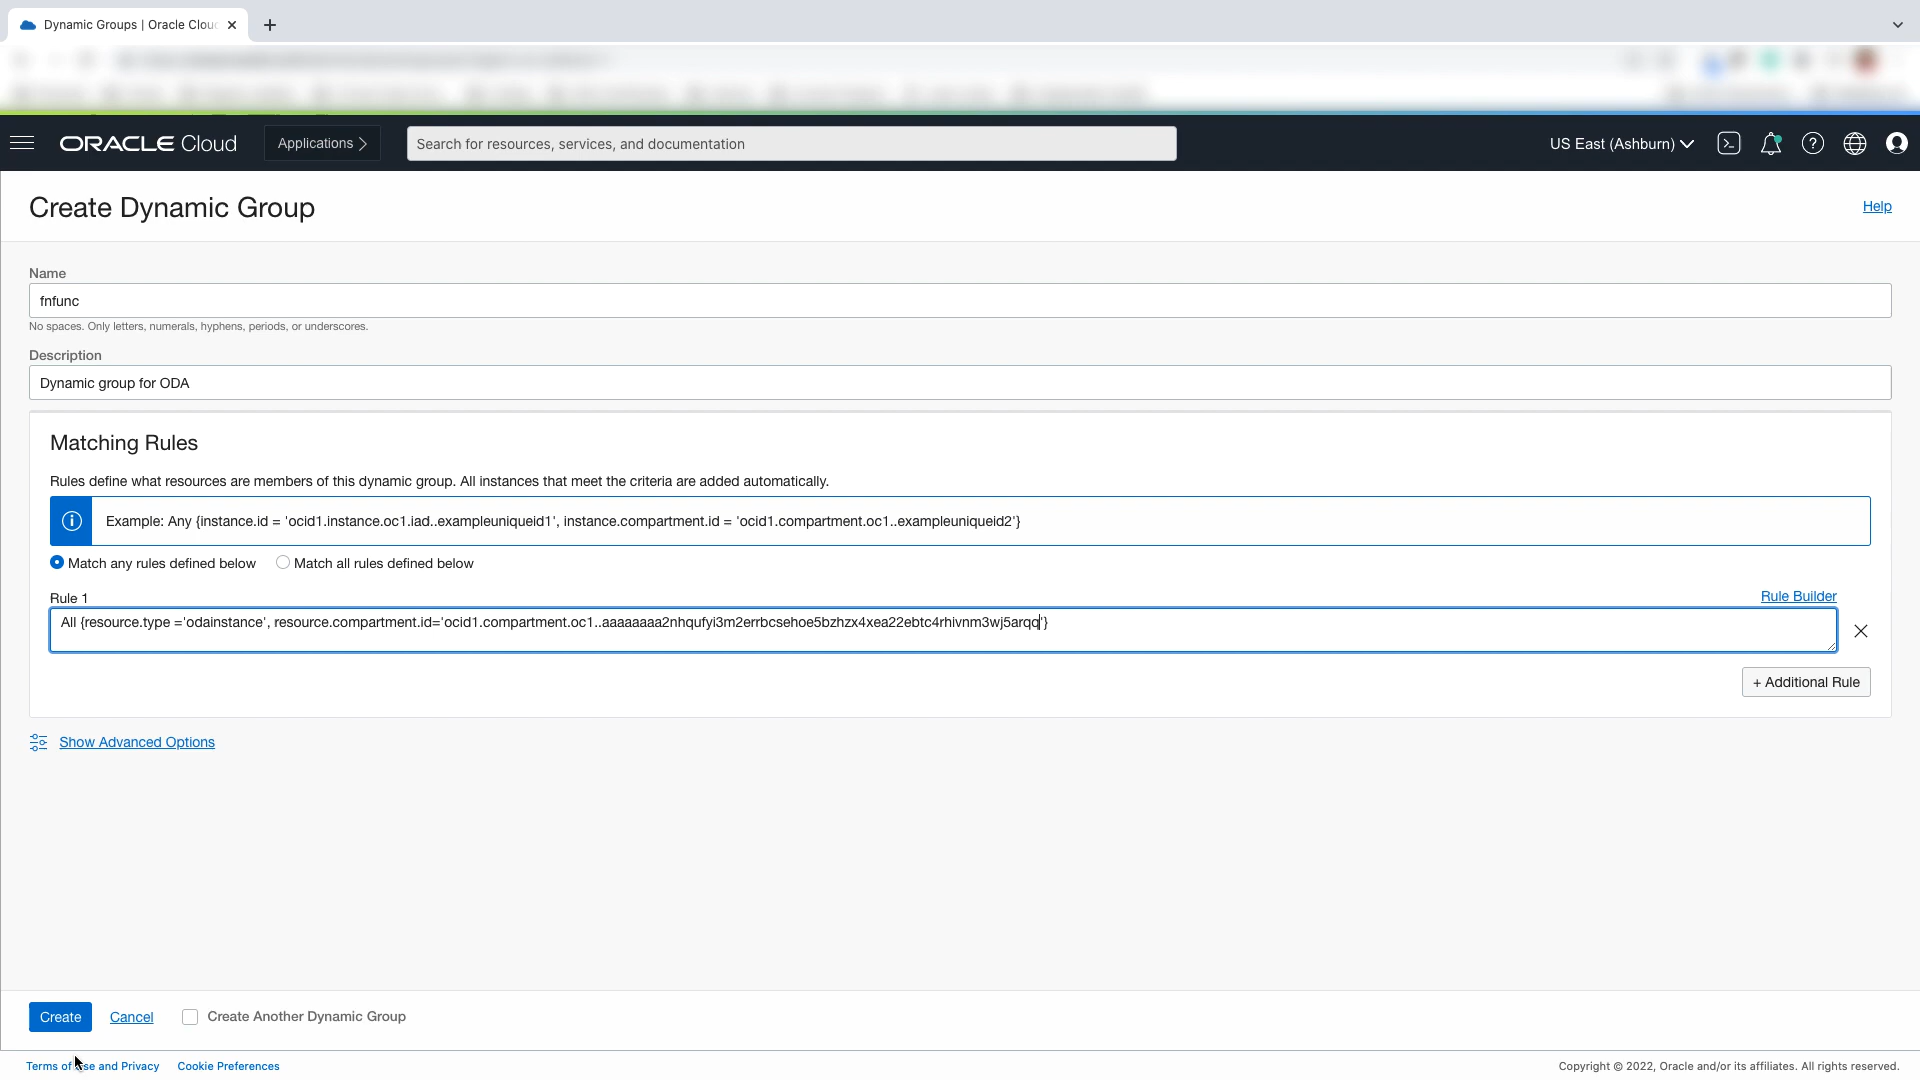 Dynamic Groups | Oracle Clou
ORACLE Cloud
Applications
Search for resources, services, and documentation
US East (Ashburn)
Create Dynamic Group
Help
Name
fnfunc
No spaces. Only letters, numerals, hyphens, periods, or underscores.
Description
Dynamic group for ODA
Matching Rules
Rules define what resources are members of this dynamic group. All instances that meet the criteria are added automatically.
Example: Any {instance.id = 'ocid1.instance.oc1.iad..exampleuniqueid1', instance.compartment.id = 'ocid1.compartment.oc1..exampleuniqueid2'}
Match any rules defined below
Match all rules defined below
Rule 1
Rule Builder
All {resource.type ='odainstance', resource.compartment.id='ocid1.compartment.oc1..aaaaaaaa2nhqufyi3m2errbcsehoe5bzhzx4xea22ebtc4rhivnm3wj5arqq'}
+ Additional Rule
Show Advanced Options
Create
Cancel
Create Another Dynamic Group
Terms of Use and Privacy
Cookie Preferences
Copyright © 2022, Oracle and/or its affiliates. All rights reserved.